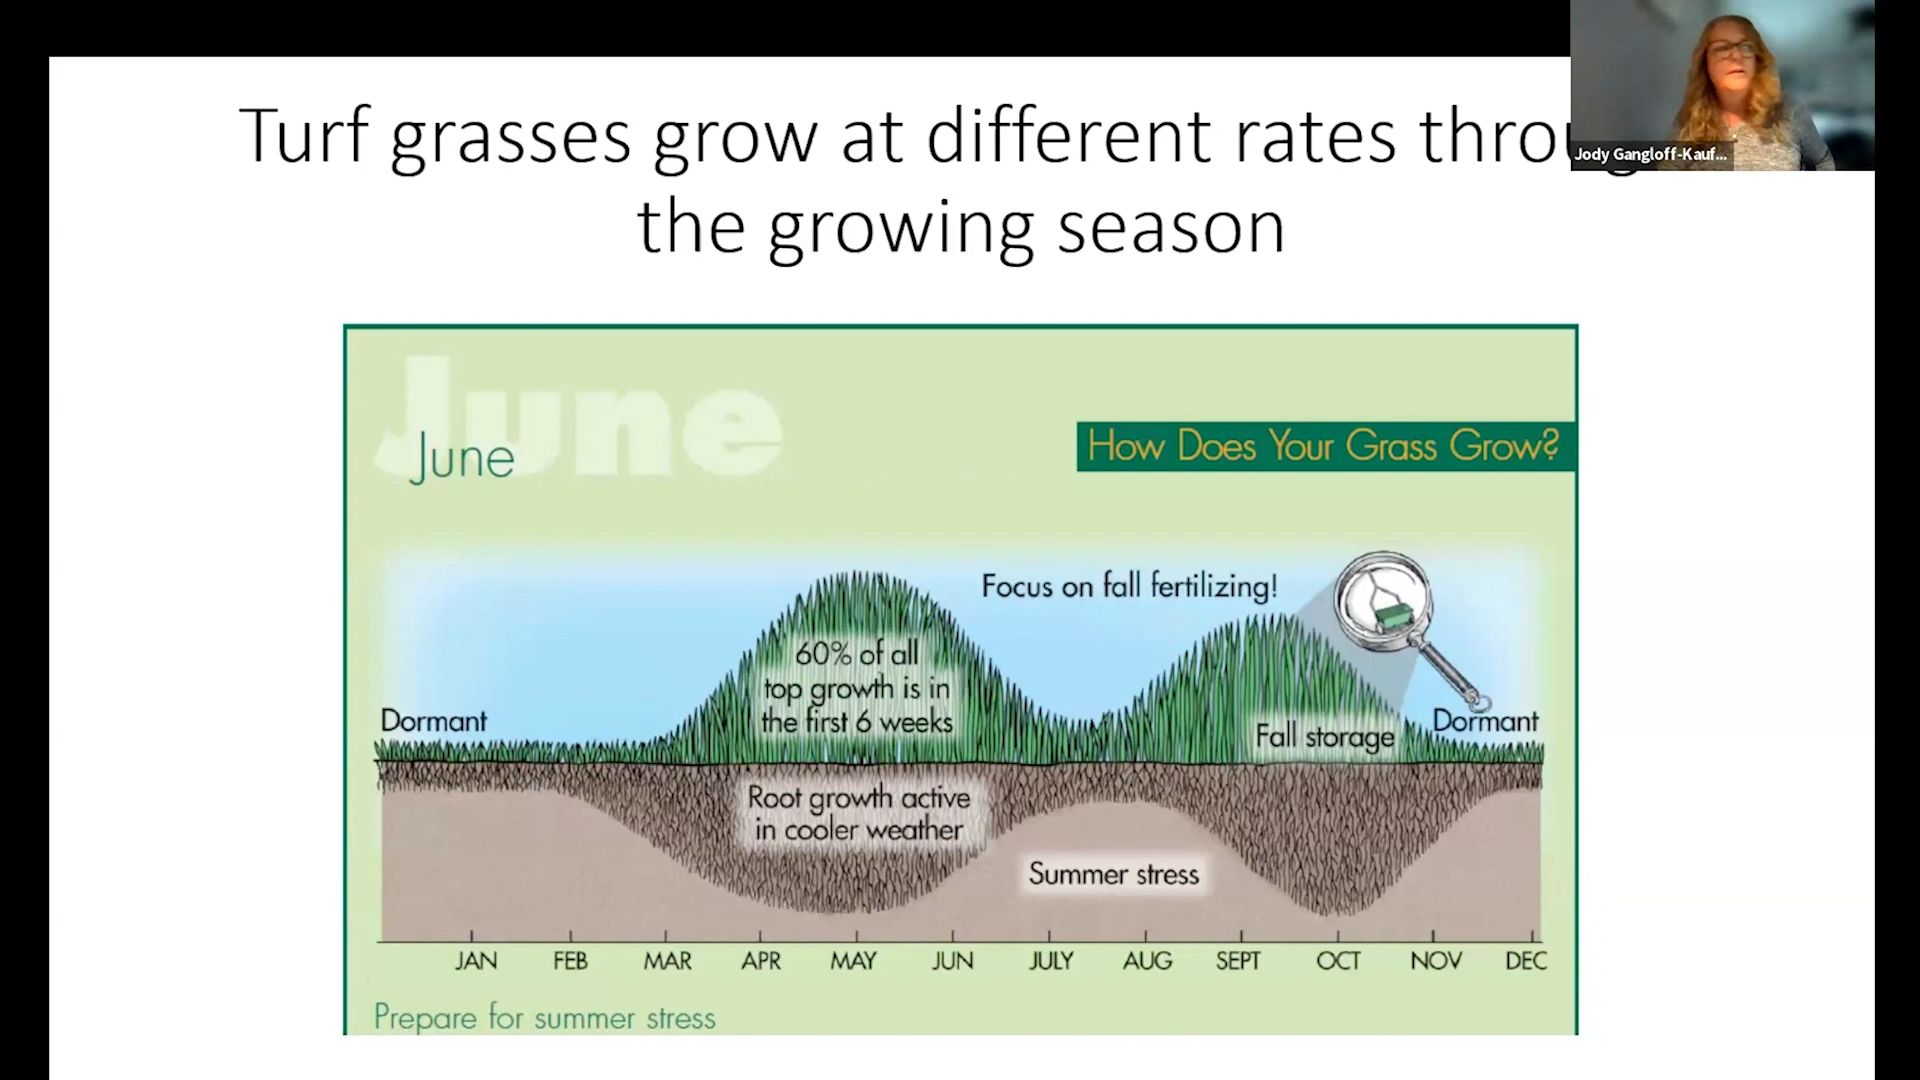 Turf grasses grow at different rates
the growing season
Jody Gangloff-Kauf...
June
June
How Does Your Grass Grow?
Focus on fall fertilizing!
60% of all
top growth is in
the first 6 weeks
Dormant
Fall storage
Dormant
Root growth active
in cooler weather
Summer stress
JAN FEB MAR APR MAY JUN JULY AUG SEPT OCT NOV DEC
Prepare for summer stress